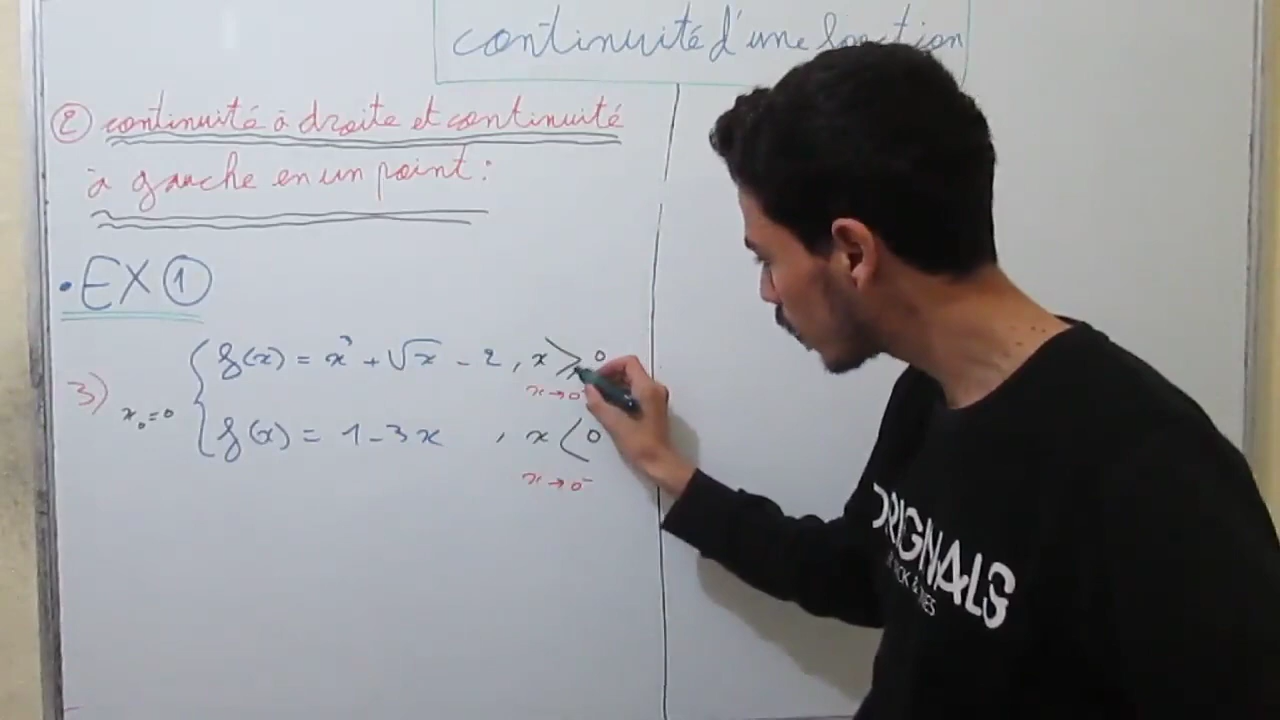 continuité d'une fonction
② continuité à droite et continuité
à gauche en un point :
• EX ①
f(x) = x³ + √x - 2 , x ⩾ 0
3)
x → 0
x₀ = 0
f(x) = 1 - 3x , x < 0
x → 0⁻
ORIGINALS